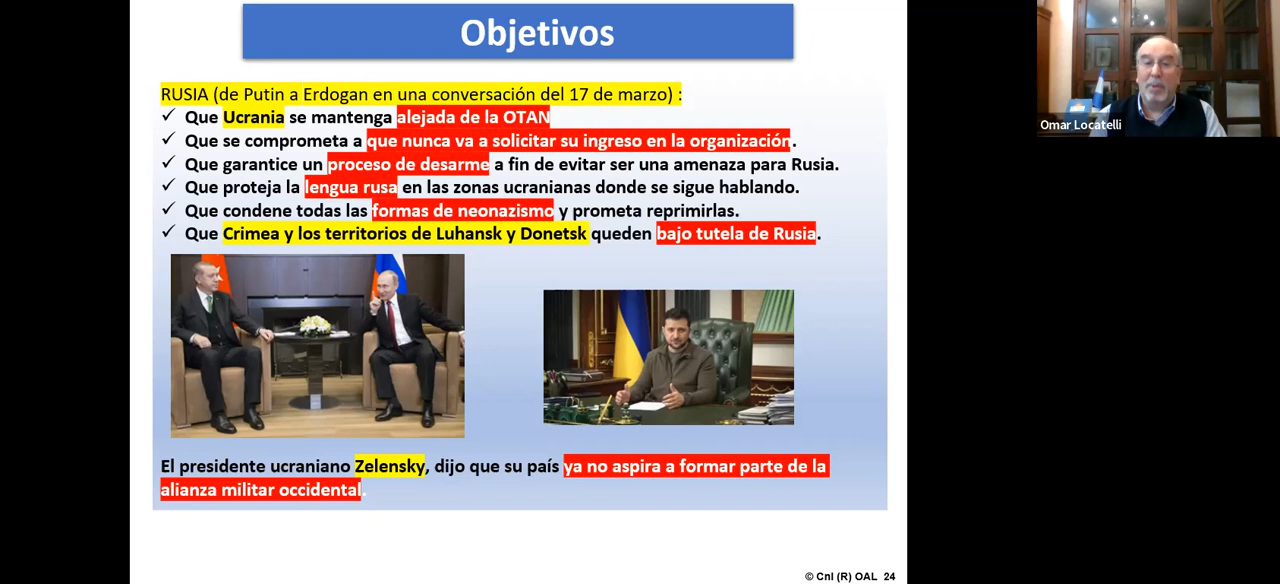 Objetivos
RUSIA (de Putin a Erdogan en una conversación del 17 de marzo) :
✓ Que Ucrania se mantenga alejada de la OTAN
✓ Que se comprometa a que nunca va a solicitar su ingreso en la organización.
✓ Que garantice un proceso de desarme a fin de evitar ser una amenaza para Rusia.
✓ Que proteja la lengua rusa en las zonas ucranianas donde se sigue hablando.
✓ Que condene todas las formas de neonazismo y prometa reprimirlas.
✓ Que Crimea y los territorios de Luhansk y Donetsk queden bajo tutela de Rusia.
El presidente ucraniano Zelensky, dijo que su país ya no aspira a formar parte de la
alianza militar occidental.
© Cnl (R) OAL 24
Omar Locatelli